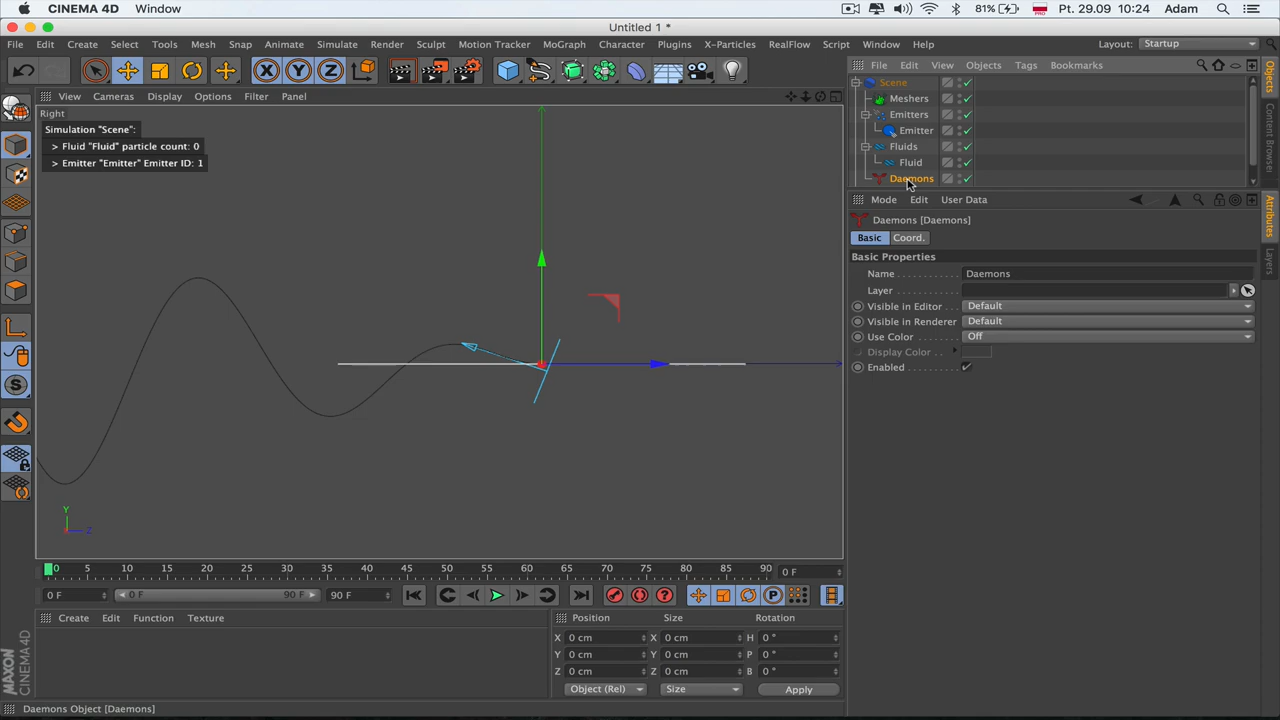 CINEMA 4D Window 81% Pt. 29.09 10:24 Adam
Untitled 1 *
File Edit Create Select Tools Mesh Snap Animate Simulate Render Sculpt Motion Tracker MoGraph Character Plugins X-Particles RealFlow Script Window Help Layout: Startup
X Y Z
File Edit View Objects Tags Bookmarks
View Cameras Display Options Filter Panel
Right
Simulation "Scene":
> Fluid "Fluid" particle count: 0
> Emitter "Emitter" Emitter ID: 1
Scene
Meshers
Emitters
Emitter
Fluids
Fluid
Daemons
Objects
Content Browser
Structure
Attributes
Layers
Mode Edit User Data
Daemons [Daemons]
Basic Coord.
Basic Properties
Name Daemons
Layer
Visible in Editor Default
Visible in Renderer Default
Use Color Off
Display Color
Enabled
Y
Z
0 5 10 15 20 25 30 35 40 45 50 55 60 65 70 75 80 85 90 0 F
0 F 0 F 90 F 90 F
P
Create Edit Function Texture
Position Size Rotation
X 0 cm X 0 cm H 0 °
Y 0 cm Y 0 cm P 0 °
Z 0 cm Z 0 cm B 0 °
Object (Rel) Size Apply
MAXON CINEMA 4D
Daemons Object [Daemons]